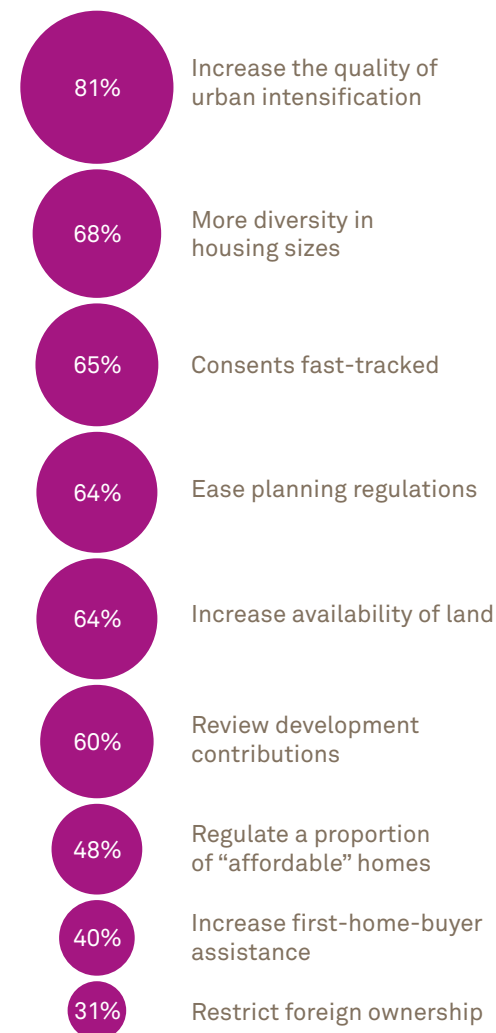 81%
Increase the quality of
urban intensification
68%
More diversity in
housing sizes
65%
Consents fast-tracked
64%
Ease planning regulations
64%
Increase availability of land
60%
Review development
contributions
48%
Regulate a proportion
of “affordable” homes
40%
Increase first-home-buyer
assistance
31%
Restrict foreign ownership